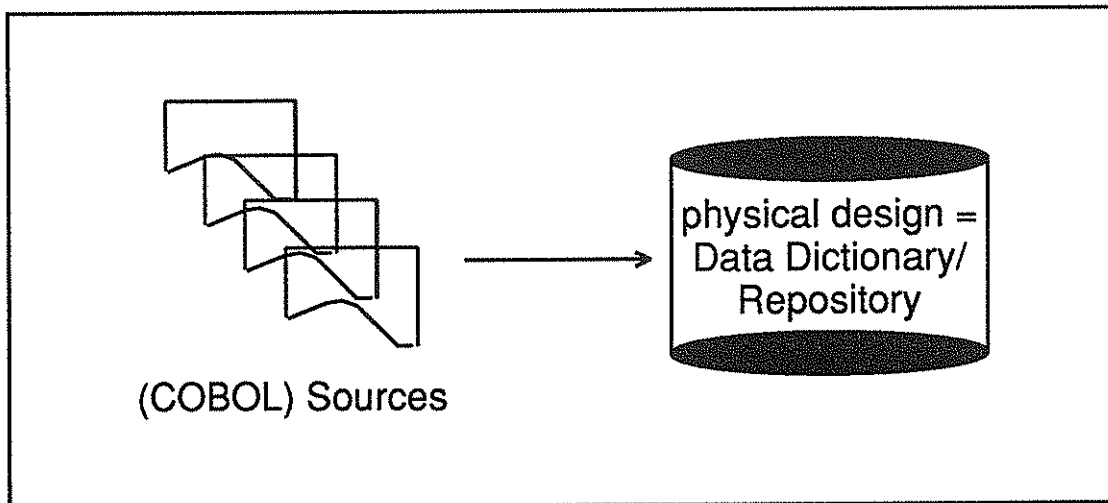 physical design =
Data Dictionary/
Repository
(COBOL) Sources